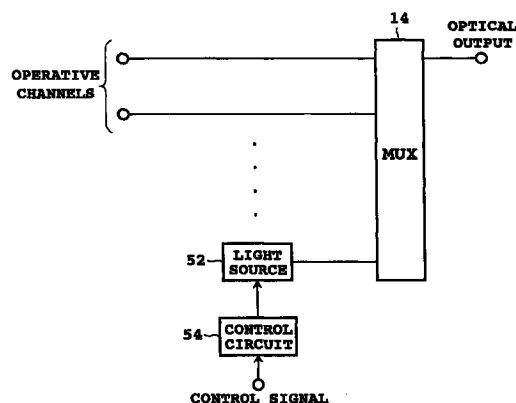 14
OPTICAL
OUTPUT
OPERATIVE
CHANNELS
MUX
52
LIGHT
SOURCE
54
CONTROL
CIRCUIT
CONTROL SIGNAL